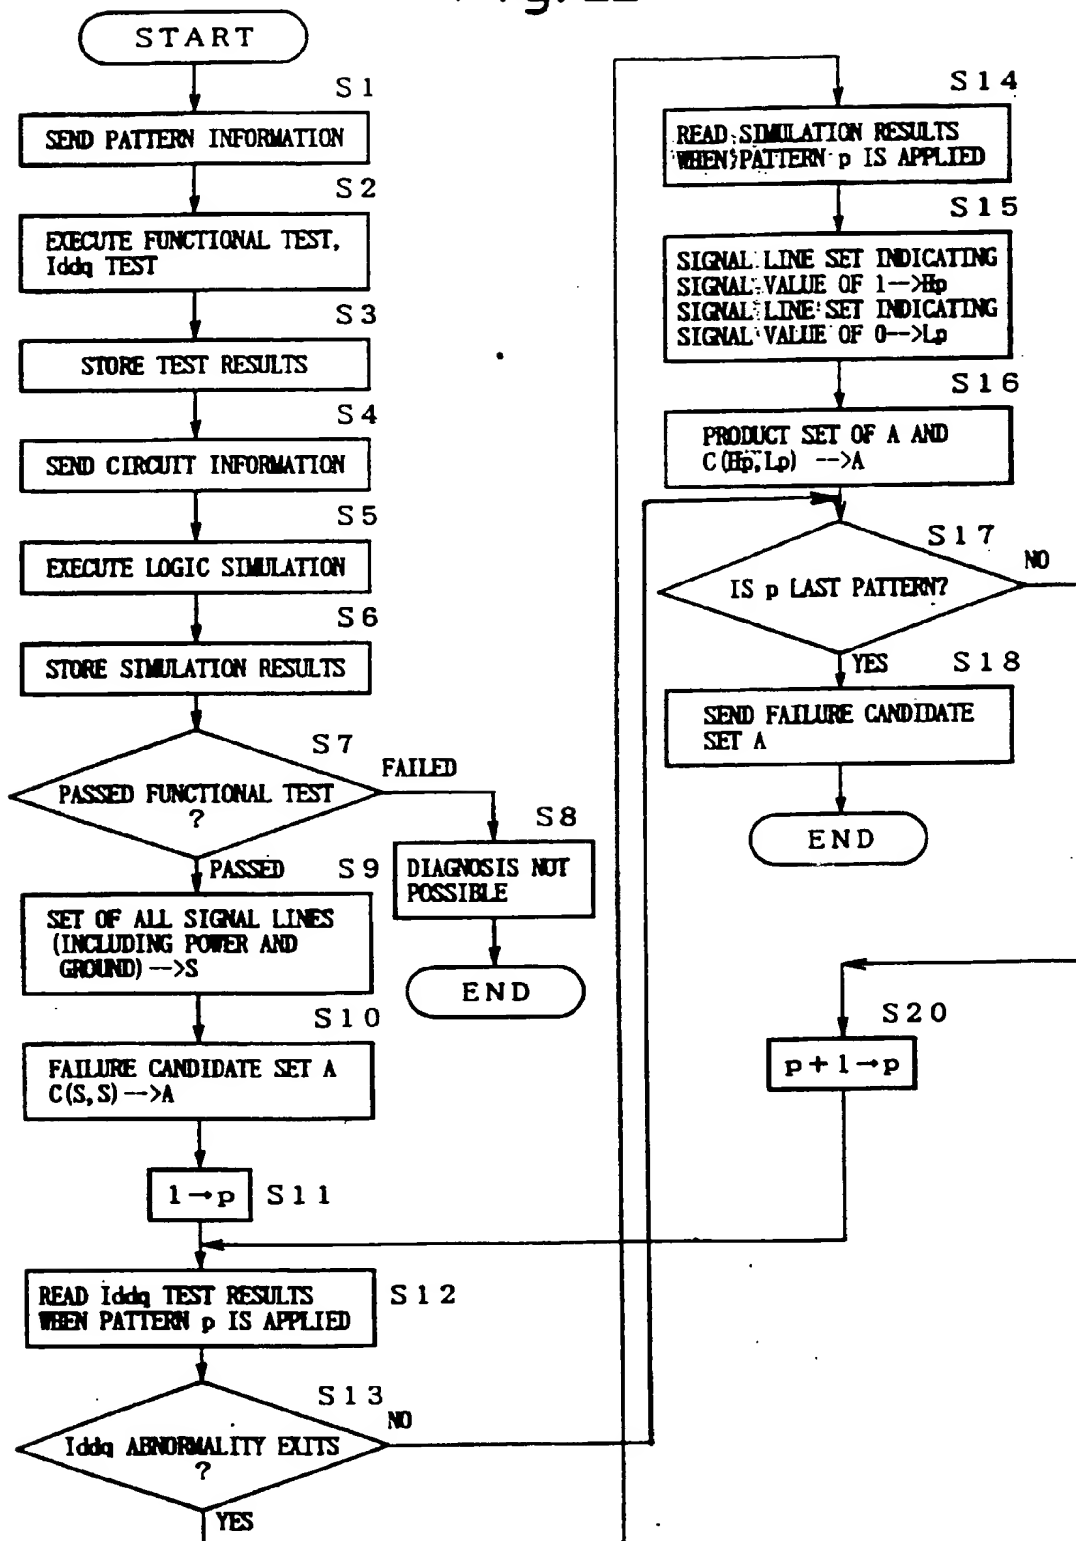 START
S1
SEND PATTERN INFORMATION
S2
EXECUTE FUNCTIONAL TEST,
Iddq TEST
S3
STORE TEST RESULTS
S4
SEND CIRCUIT INFORMATION
S5
EXECUTE LOGIC SIMULATION
S6
STORE SIMULATION RESULTS
S7
PASSED FUNCTIONAL TEST
?
FAILED
S8
DIAGNOSIS NOT
POSSIBLE
END
PASSED
S9
SET OF ALL SIGNAL LINES
(INCLUDING POWER AND
GROUND)-->S
S10
FAILURE CANDIDATE SET A
C(S,S)-->A
1→p
S11
READ Iddq TEST RESULTS
WHEN PATTERN p IS APPLIED
S12
S13
Iddq ABNORMALITY EXITS
?
NO
YES
S14
READ SIMULATION RESULTS
WHEN PATTERN p IS APPLIED
S15
SIGNAL LINE SET INDICATING
SIGNAL VALUE OF 1-->Hp
SIGNAL LINE SET INDICATING
SIGNAL VALUE OF 0-->Lp
S16
PRODUCT SET OF A AND
C(Hp,Lp) -->A
S17
IS p LAST PATTERN?
NO
YES
S18
SEND FAILURE CANDIDATE
SET A
END
S20
p+1→p